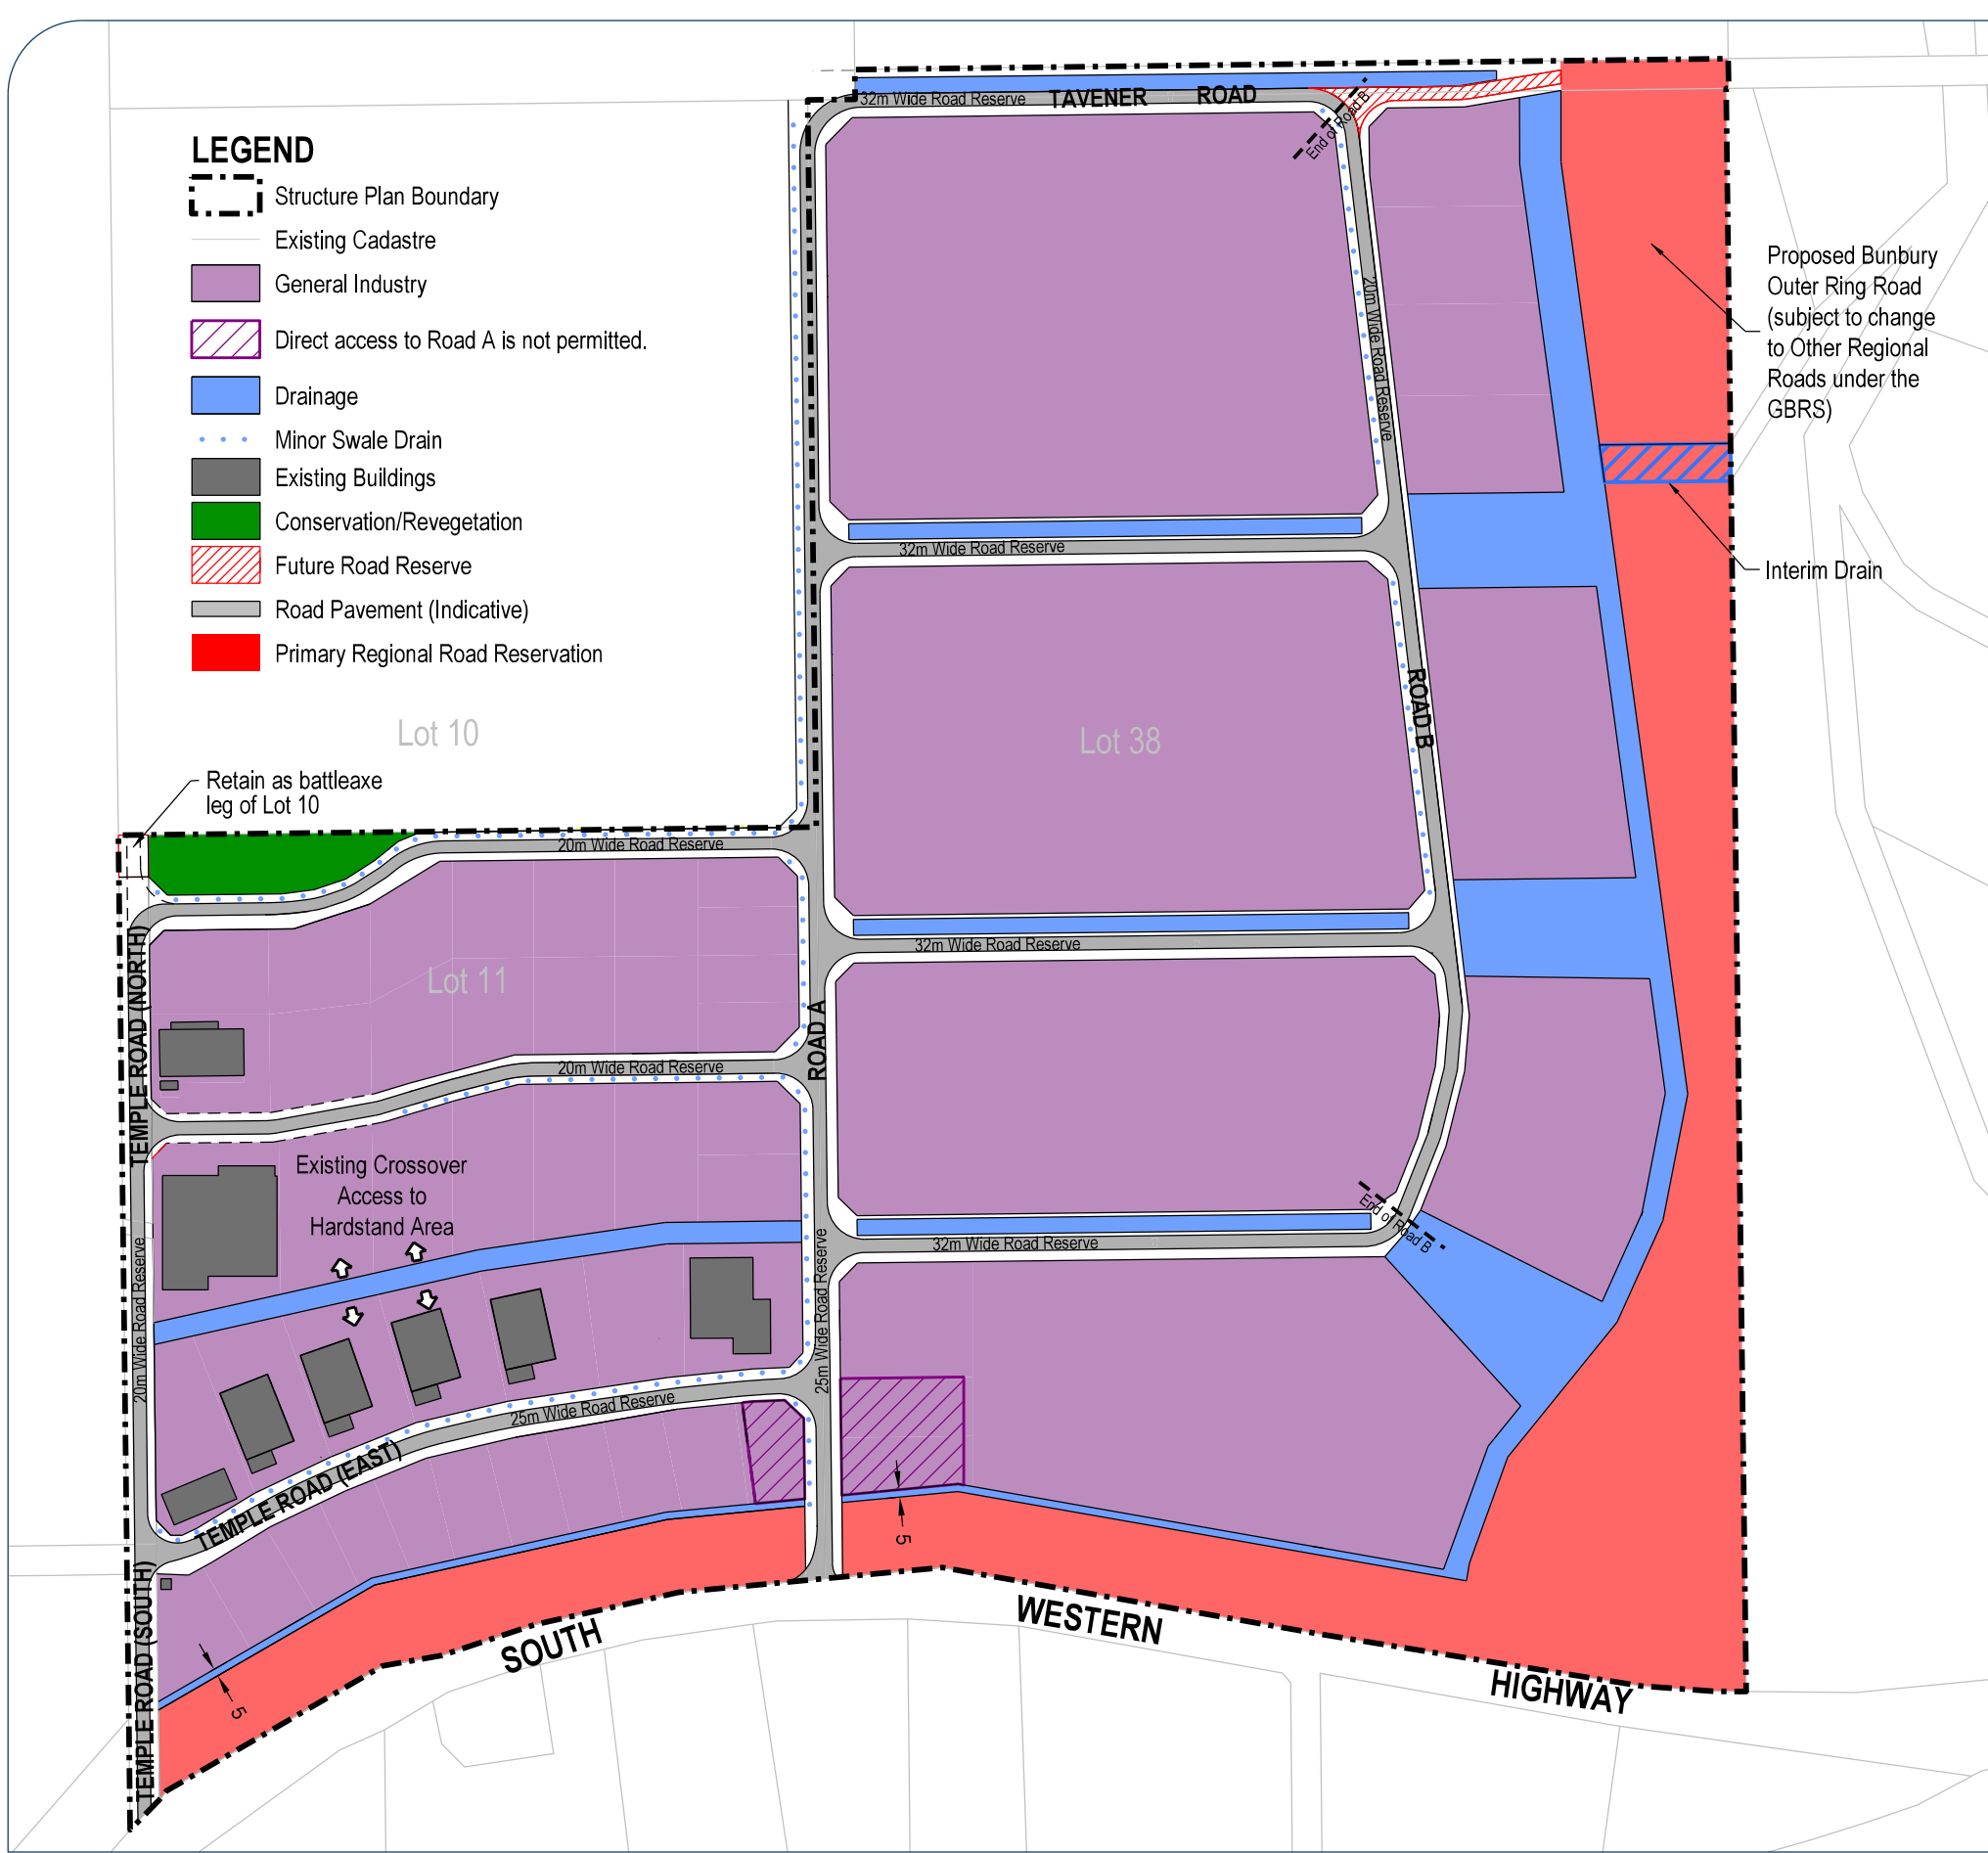 32m Wide Road Reserve
TAVENER ROAD
End of Road B
LEGEND
Structure Plan Boundary
Existing Cadastre
General Industry
Direct access to Road A is not permitted.
Drainage
Minor Swale Drain
Existing Buildings
Conservation/Revegetation
Future Road Reserve
Road Pavement (Indicative)
Primary Regional Road Reservation
Proposed Bunbury
Outer Ring Road
(subject to change
to Other Regional
Roads under the
GBRS)
20m Wide Road Reserve
32m Wide Road Reserve
Interim Drain
ROAD B
Lot 10
Lot 38
Retain as battleaxe
leg of Lot 10
20m Wide Road Reserve
32m Wide Road Reserve
Lot 11
TEMPLE ROAD (NORTH)
ROAD A
20m Wide Road Reserve
Existing Crossover
Access to
Hardstand Area
End of Road B
32m Wide Road Reserve
20m Wide Road Reserve
25m Wide Road Reserve
25m Wide Road Reserve
TEMPLE ROAD (EAST)
5
TEMPLE ROAD (SOUTH)
5
SOUTH
WESTERN
HIGHWAY